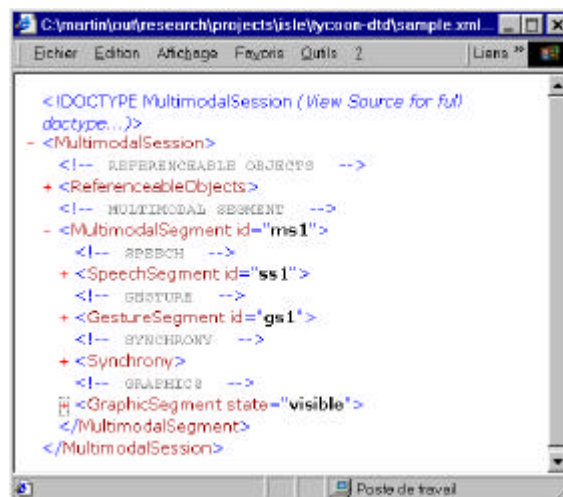 C:\martin\out\research\projects\isle\tycoon-dtd\sample.xml...
Fichier Edition Affichage Favoris Outils ? Liens »
<!DOCTYPE MultimodalSession (View Source for full
doctype...)>
- <MultimodalSession>
<!-- REFERENCEABLE OBJECTS -->
+ <ReferenceableObjects>
<!-- MULTIMODAL SEGMENT -->
- <MultimodalSegment id="ms1">
<!-- SPEECH -->
+ <SpeechSegment id="ss1">
<!-- GESTURE -->
+ <GestureSegment id="gs1">
<!-- SYNCHRONY -->
+ <Synchrony>
<!-- GRAPHICS -->
+ <GraphicSegment state="visible">
</MultimodalSegment>
</MultimodalSession>
Poste de travail